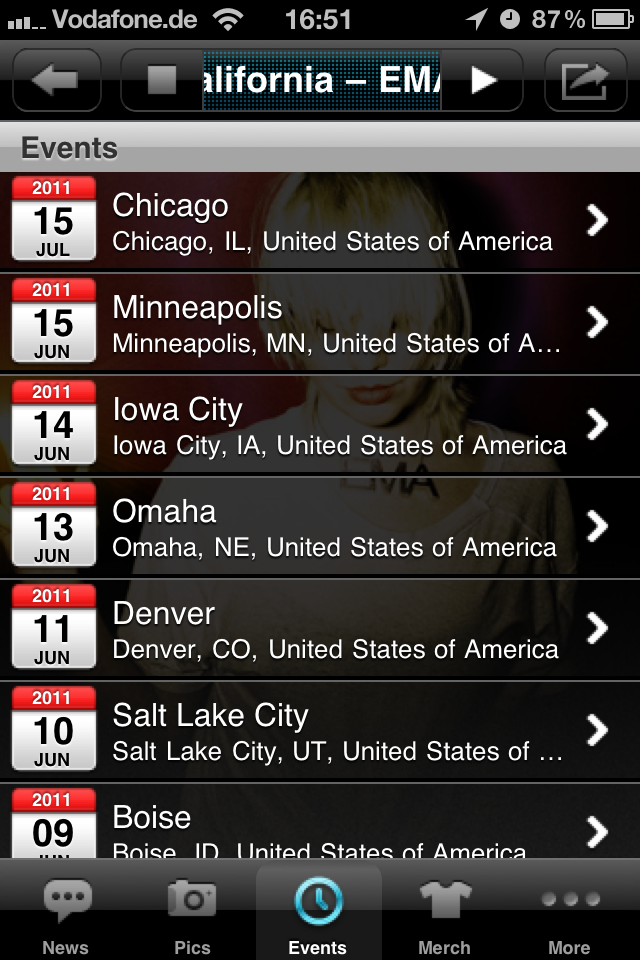 Vodafone.de 16:51 87%
alifornia – EMA
Events
2011
15
JUL
Chicago
Chicago, IL, United States of America
2011
15
JUN
Minneapolis
Minneapolis, MN, United States of A...
2011
14
JUN
Iowa City
Iowa City, IA, United States of America
EMA
2011
13
JUN
Omaha
Omaha, NE, United States of America
2011
11
JUN
Denver
Denver, CO, United States of America
2011
10
JUN
Salt Lake City
Salt Lake City, UT, United States of ...
2011
09
JUN
Boise
Boise, ID, United States of America
News Pics Events Merch More